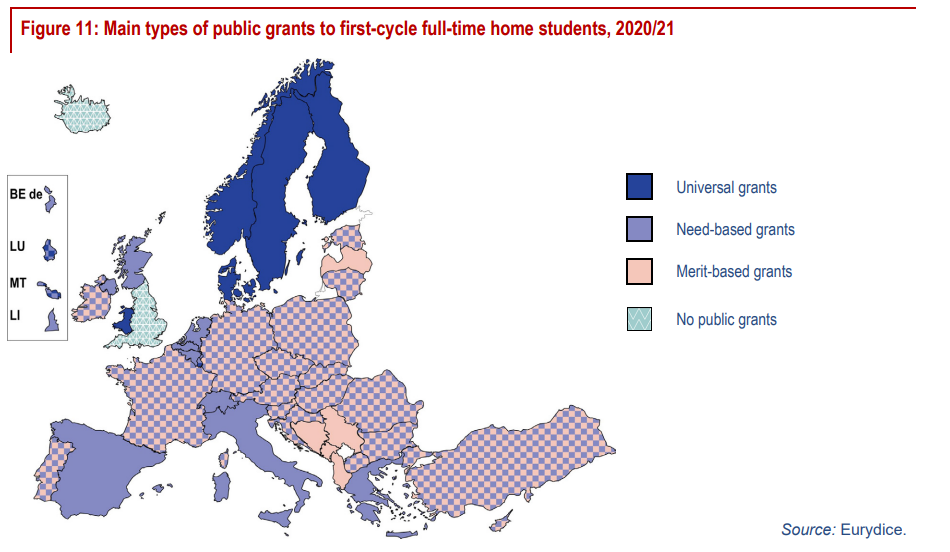 Figure 11: Main types of public grants to first-cycle full-time home students, 2020/21
BE de
LU
MT
LI
Universal grants
Need-based grants
Merit-based grants
No public grants
Source: Eurydice.